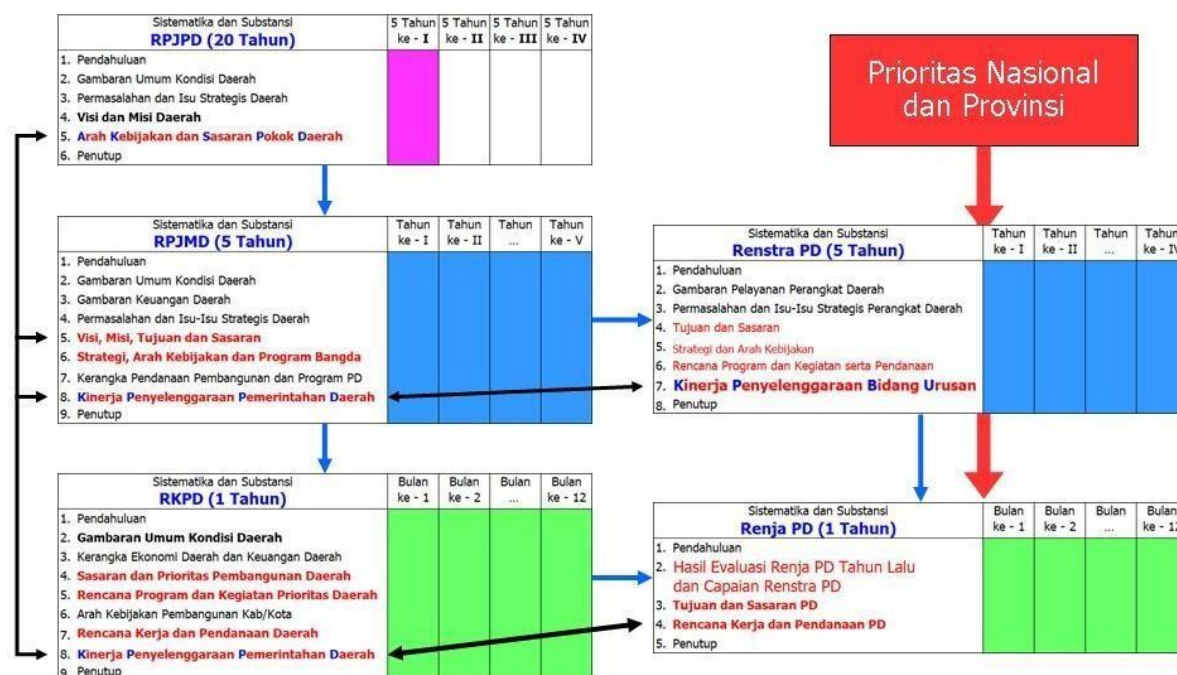 Sistematika dan Substansi
RPJPD (20 Tahun)
5 Tahun ke - I
5 Tahun ke - II
5 Tahun ke - III
5 Tahun ke - IV
1. Pendahuluan
2. Gambaran Umum Kondisi Daerah
3. Permasalahan dan Isu Strategis Daerah
4. Visi dan Misi Daerah
5. Arah Kebijakan dan Sasaran Pokok Daerah
6. Penutup
Prioritas Nasional
dan Provinsi
Sistematika dan Substansi
RPJMD (5 Tahun)
Tahun ke - I
Tahun ke - II
Tahun ...
Tahun ke - V
1. Pendahuluan
2. Gambaran Umum Kondisi Daerah
3. Gambaran Keuangan Daerah
4. Permasalahan dan Isu-Isu Strategis Daerah
5. Visi, Misi, Tujuan dan Sasaran
6. Strategi, Arah Kebijakan dan Program Bangda
7. Kerangka Pendanaan Pembangunan dan Program PD
8. Kinerja Penyelenggaraan Pemerintahan Daerah
9. Penutup
Sistematika dan Substansi
Renstra PD (5 Tahun)
Tahun ke - I
Tahun ke - II
Tahun ...
Tahun ke - IV
1. Pendahuluan
2. Gambaran Pelayanan Perangkat Daerah
3. Permasalahan dan Isu-Isu Strategis Perangkat Daerah
4. Tujuan dan Sasaran
5. Strategi dan Arah Kebijakan
6. Rencana Program dan Kegiatan serta Pendanaan
7. Kinerja Penyelenggaraan Bidang Urusan
8. Penutup
Sistematika dan Substansi
RKPD (1 Tahun)
Bulan ke - 1
Bulan ke - 2
Bulan ...
Bulan ke - 12
1. Pendahuluan
2. Gambaran Umum Kondisi Daerah
3. Kerangka Ekonomi Daerah dan Keuangan Daerah
4. Sasaran dan Prioritas Pembangunan Daerah
5. Rencana Program dan Kegiatan Prioritas Daerah
6. Arah Kebijakan Pembangunan Kab/Kota
7. Rencana Kerja dan Pendanaan Daerah
8. Kinerja Penyelenggaraan Pemerintahan Daerah
9. Penutup
Sistematika dan Substansi
Renja PD (1 Tahun)
Bulan ke - 1
Bulan ke - 2
Bulan ...
Bulan ke - 12
1. Pendahuluan
2. Hasil Evaluasi Renja PD Tahun Lalu
dan Capaian Renstra PD
3. Tujuan dan Sasaran PD
4. Rencana Kerja dan Pendanaan PD
5. Penutup